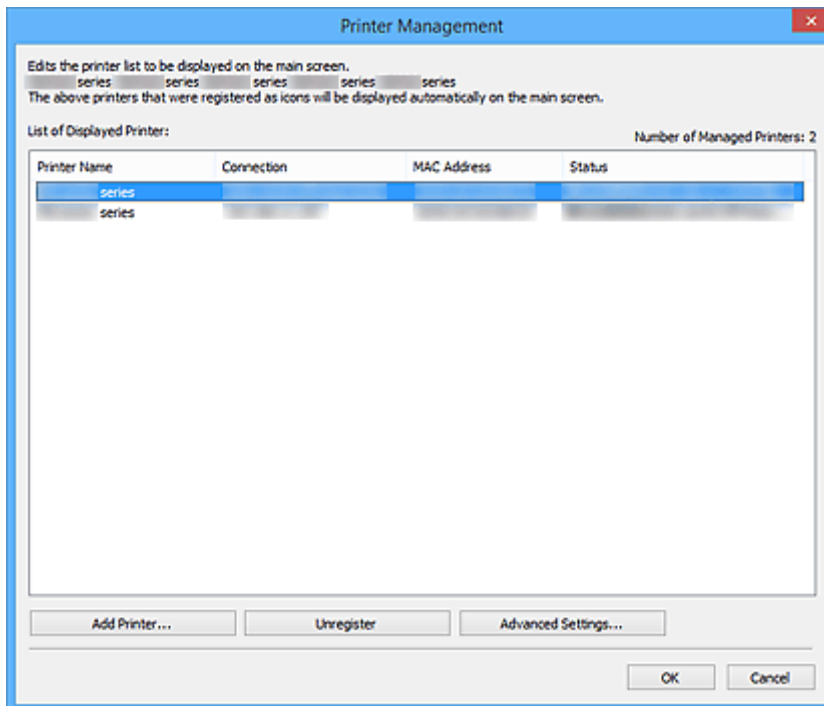 Printer Management
Edits the printer list to be displayed on the main screen.
series series series series series
The above printers that were registered as icons will be displayed automatically on the main screen.
List of Displayed Printer:
Number of Managed Printers: 2
Printer Name Connection MAC Address Status
series
series
Add Printer... Unregister Advanced Settings...
OK Cancel